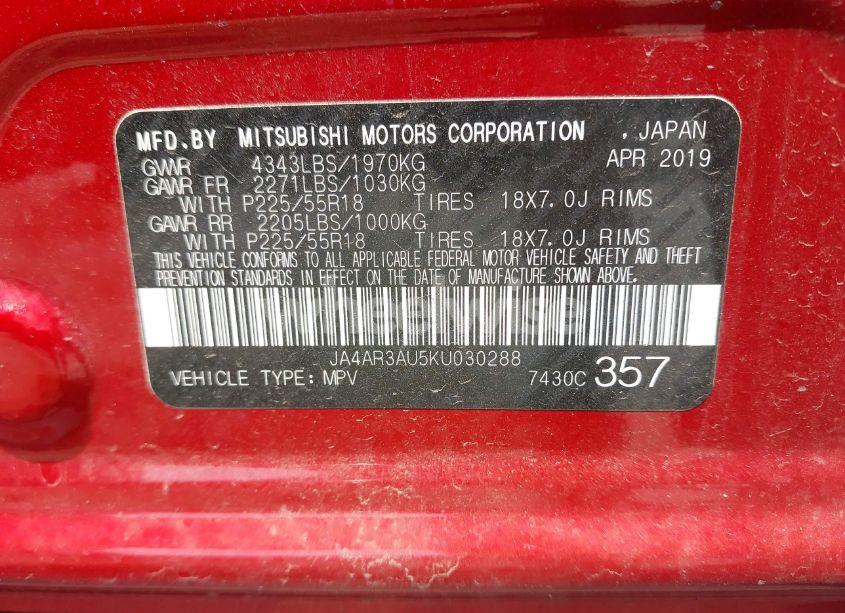 MFD.BY MITSUBISHI MOTORS CORPORATION , JAPAN
GVWR 4343LBS/1970KG APR 2019
GAWR FR 2271LBS/1030KG
WITH P225/55R18 TIRES 18X7.0J RIMS
GAWR RR 2205LBS/1000KG
WITH P225/55R18 TIRES 18X7.0J RIMS
THIS VEHICLE CONFORMS TO ALL APPLICABLE FEDERAL MOTOR VEHICLE SAFETY AND THEFT
PREVENTION STANDARDS IN EFFECT ON THE DATE OF MANUFACTURE SHOWN ABOVE.
JA4AR3AU5KU030288
VEHICLE TYPE: MPV 7430C 357